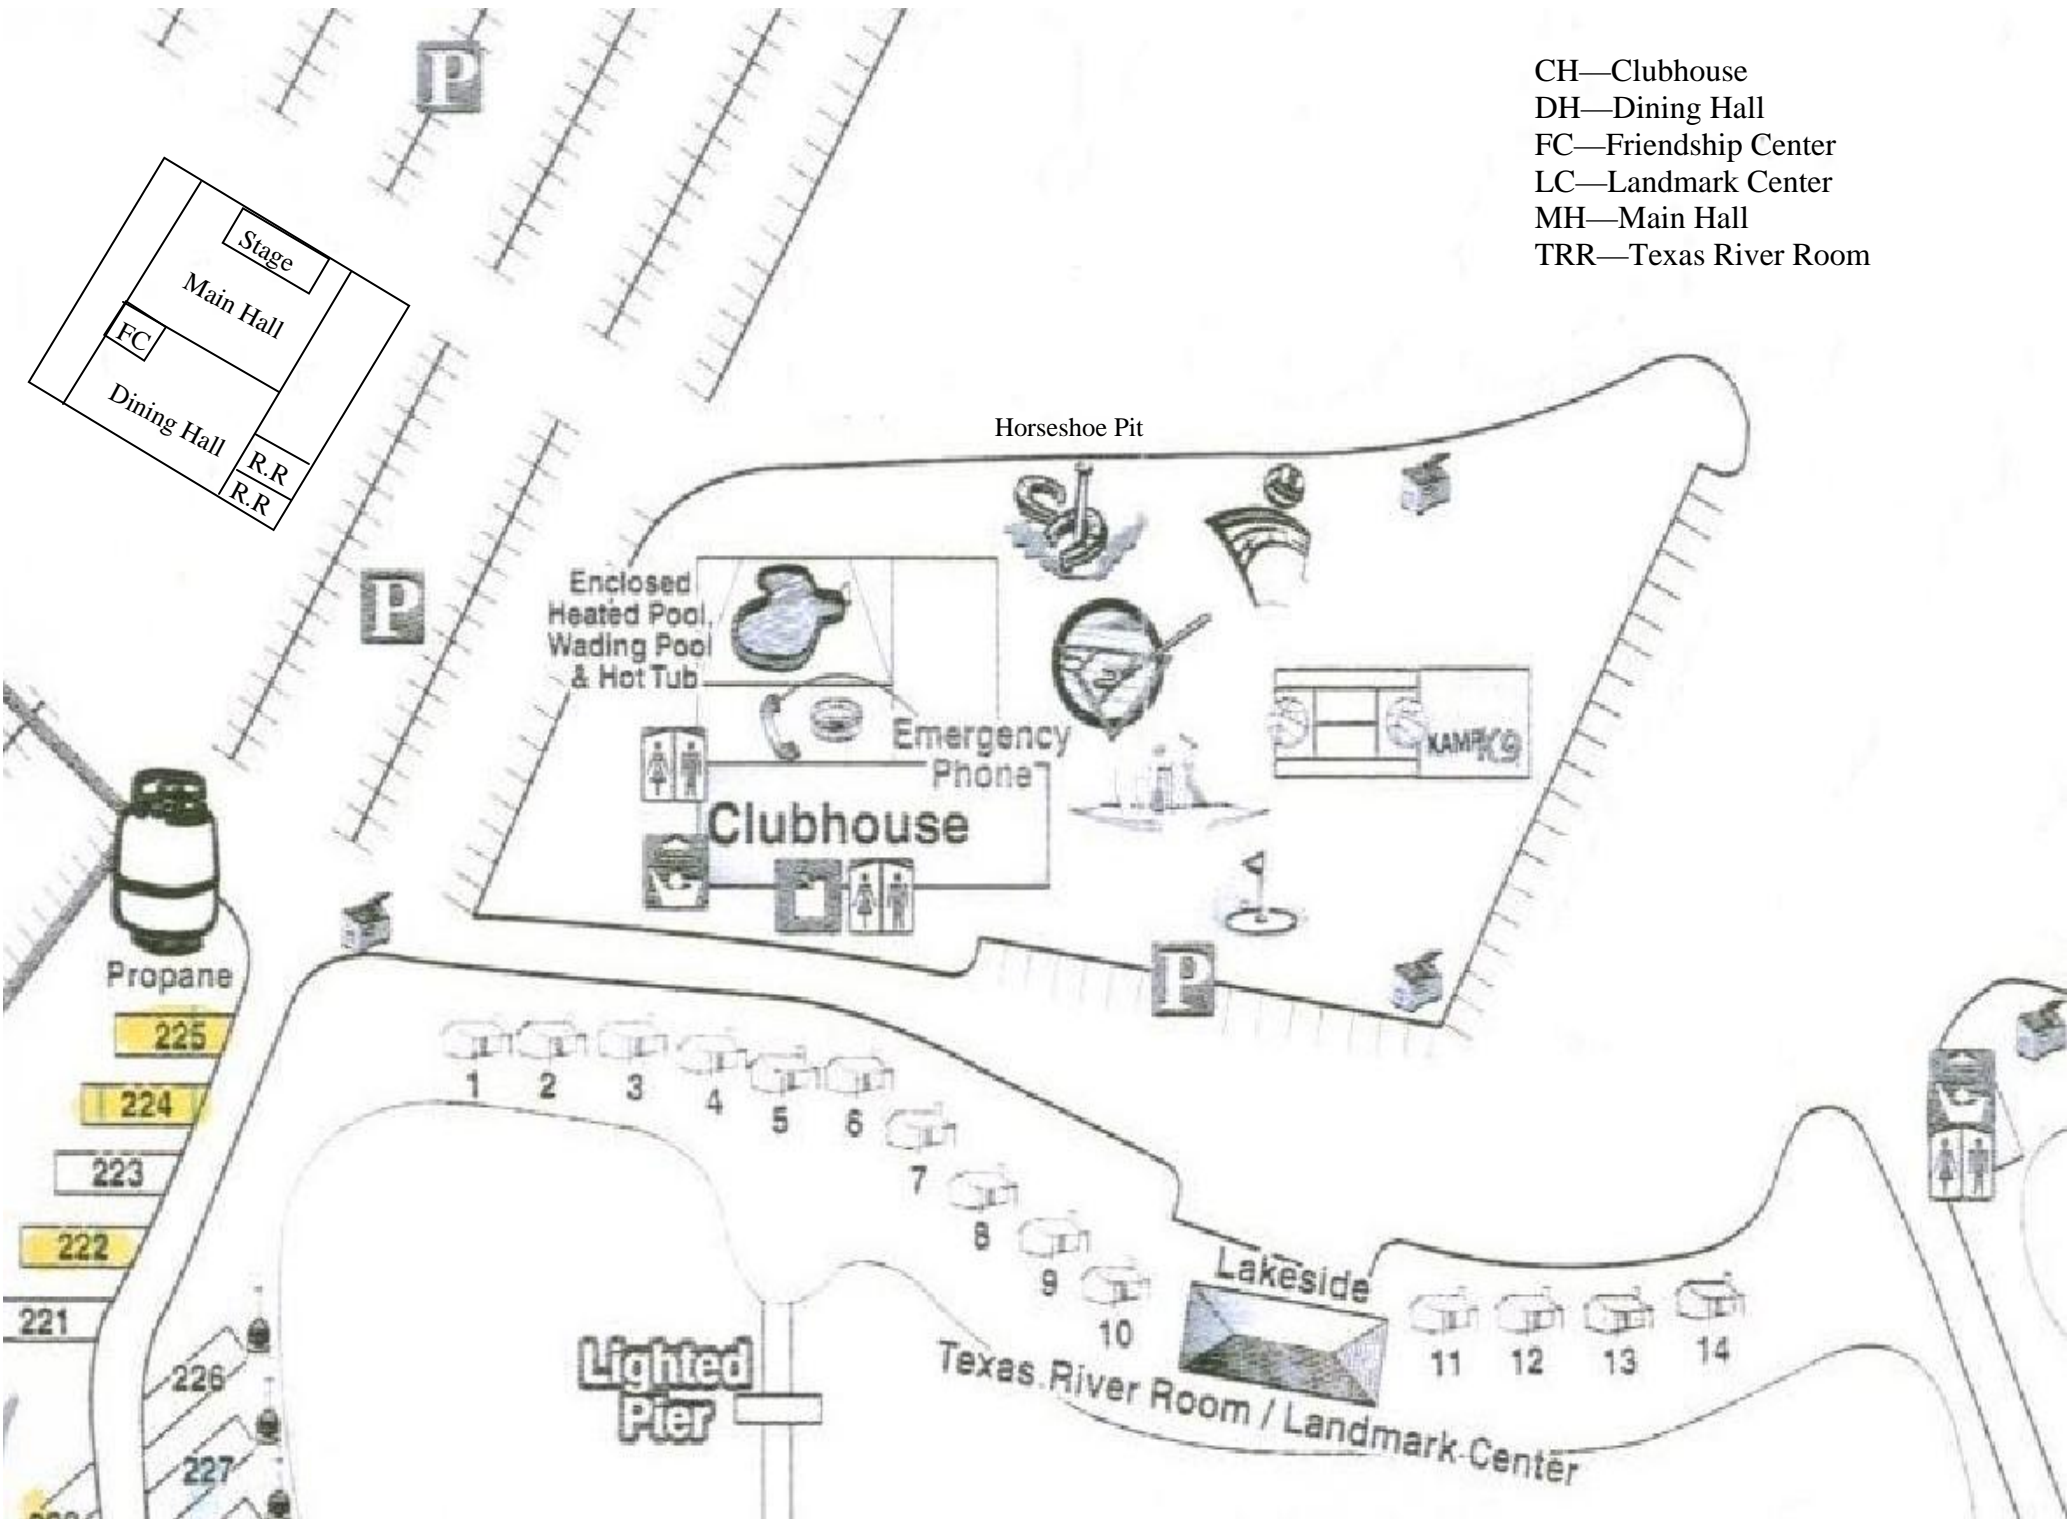 P
CH—Clubhouse
DH—Dining Hall
FC—Friendship Center
LC—Landmark Center
MH—Main Hall
TRR—Texas River Room
Stage
Main Hall
FC
Dining Hall
R.R
R.R
Horseshoe Pit
P
Enclosed
Heated Pool,
Wading Pool
& Hot Tub
Emergency
Phone
KAMP K9
Clubhouse
P
Propane
225
224
223
222
221
226
227
1
2
3
4
5
6
7
8
9
10
Lakeside
11
12
13
14
Texas River Room / Landmark Center
Lighted
Pier